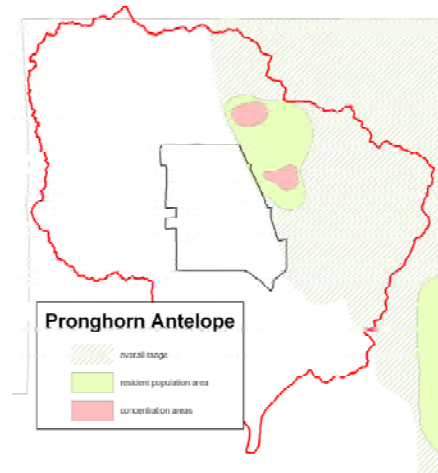 Pronghorn Antelope
overall range
resident population area
concentration areas